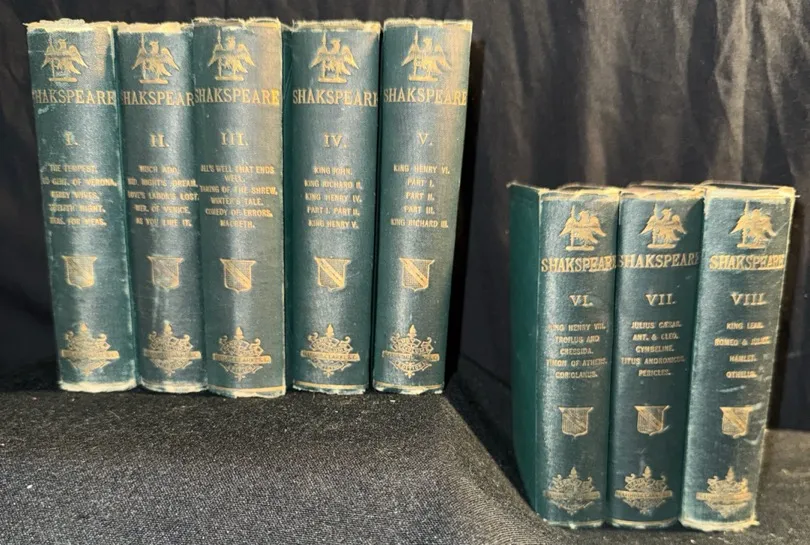 SHAKSPEARE
I.
THE TEMPEST.
GENT. OF VERONA.
MERRY WIVES.
TWELFTH NIGHT.
MEAS. FOR MEAS.
SHAKSPEAR
II.
MUCH ADO.
MID. NIGHT'S DREAM.
LOVE'S LABOR'S LOST.
MER. OF VENICE.
AS YOU LIKE IT.
SHAKSPEARE
III.
ALL'S WELL THAT ENDS
WELL.
TAMING OF THE SHREW.
WINTER'S TALE.
COMEDY OF ERRORS.
MACBETH.
SHAKSPEARE
IV.
KING JOHN.
KING RICHARD II.
KING HENRY IV.
PART I. PART II.
KING HENRY V.
SHAKSPEARE
V.
KING HENRY VI.
PART I.
PART II.
PART III.
KING RICHARD III.
SHAKSPEARE
VI.
KING HENRY VIII.
TROILUS AND
CRESSIDA.
TIMON OF ATHENS.
CORIOLANUS.
SHAKSPEARE
VII.
JULIUS CÆSAR.
ANT. & CLEO.
CYMBELINE.
TITUS ANDRONICUS.
PERICLES.
SHAKSPEARE
VIII.
KING LEAR.
ROMEO & JULIET.
HAMLET.
OTHELLO.